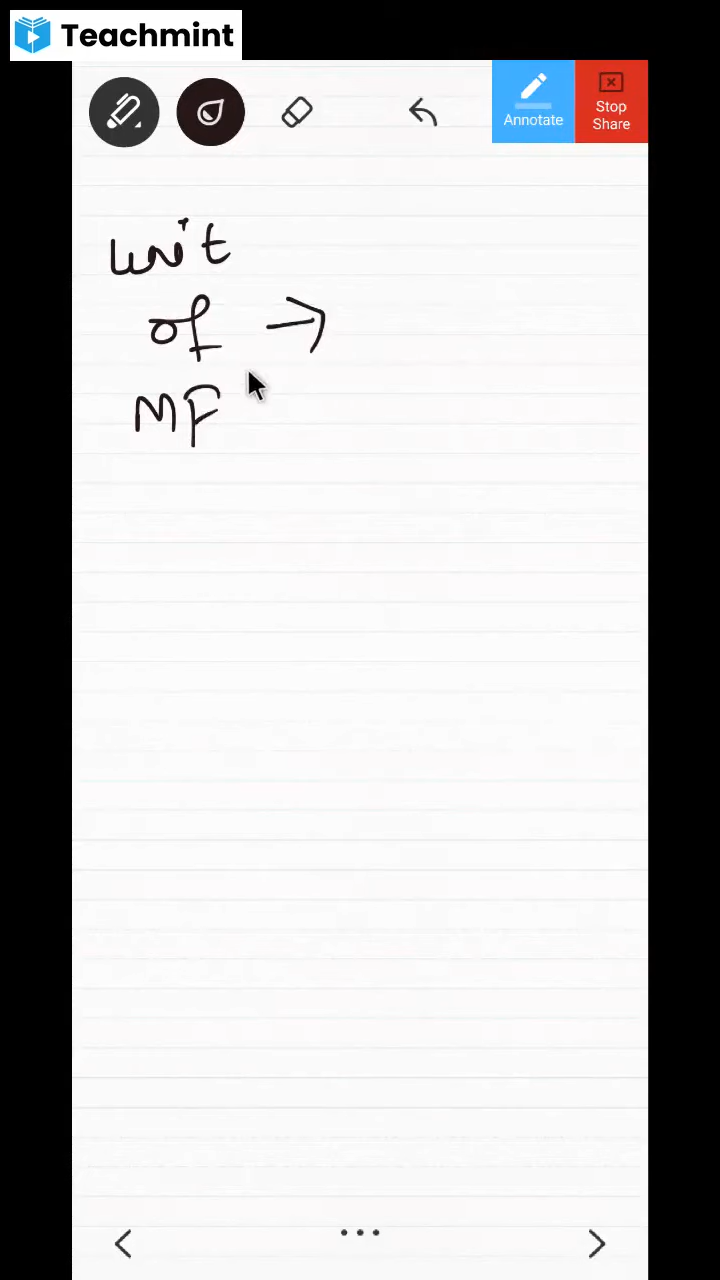 Teachmint
Annotate
Stop
Share
unit
of →
MF